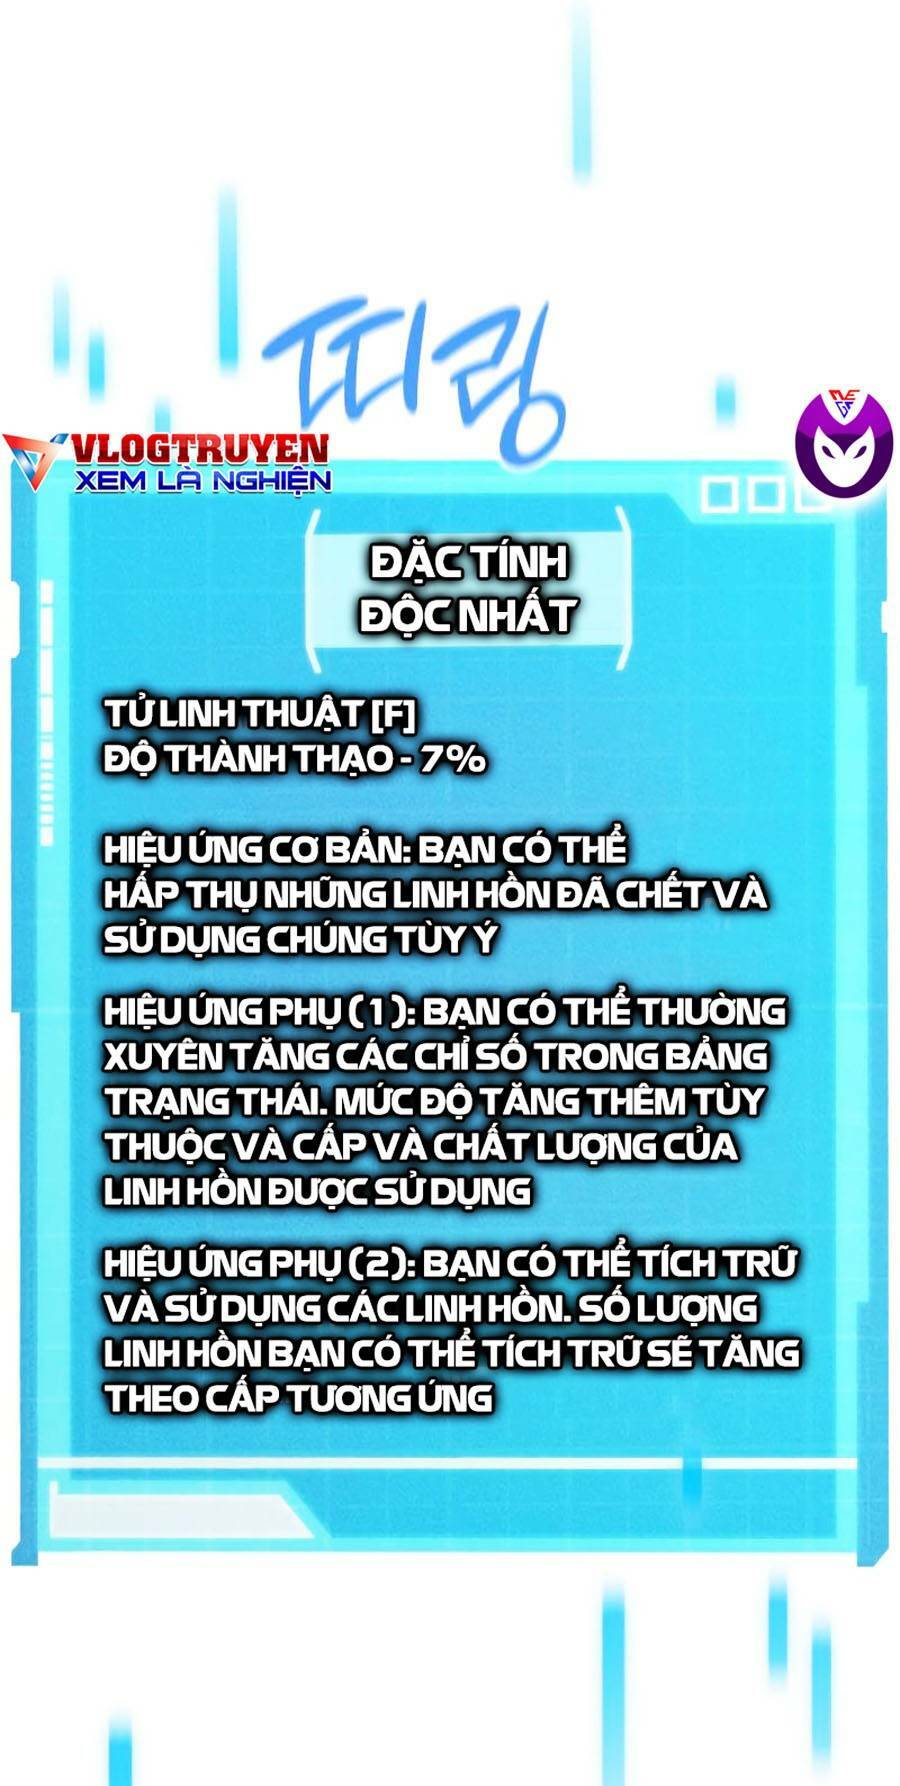 띠링
VLOGTRUYEN
XEM LÀ NGHIỆN
ĐẶC TÍNH
ĐỘC NHẤT
TỬ LINH THUẬT [F]
ĐỘ THÀNH THẠO - 7%
HIỆU ỨNG CƠ BẢN: BẠN CÓ THỂ
HẤP THỤ NHỮNG LINH HỒN ĐÃ CHẾT VÀ
SỬ DỤNG CHÚNG TÙY Ý
HIỆU ỨNG PHỤ (1): BẠN CÓ THỂ THƯỜNG
XUYÊN TĂNG CÁC CHỈ SỐ TRONG BẢNG
TRẠNG THÁI. MỨC ĐỘ TĂNG THÊM TÙY
THUỘC VÀ CẤP VÀ CHẤT LƯỢNG CỦA
LINH HỒN ĐƯỢC SỬ DỤNG
HIỆU ỨNG PHỤ (2): BẠN CÓ THỂ TÍCH TRỮ
VÀ SỬ DỤNG CÁC LINH HỒN. SỐ LƯỢNG
LINH HỒN BẠN CÓ THỂ TÍCH TRỮ SẼ TĂNG
THEO CẤP TƯƠNG ỨNG